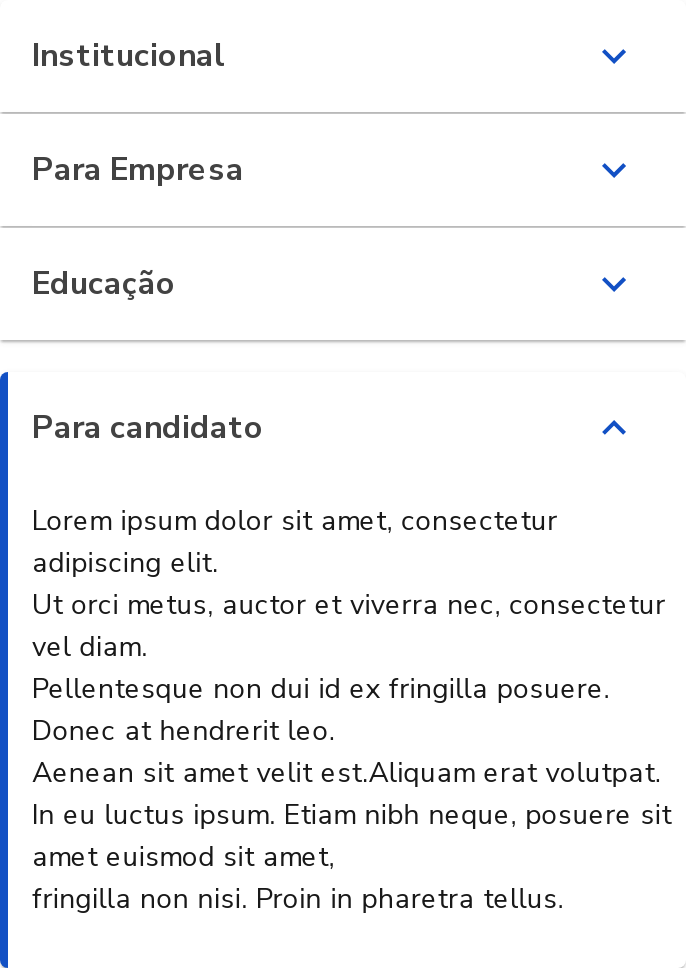 Institucional
Para Empresa
Educação
Para candidato
Lorem ipsum dolor sit amet, consectetur
adipiscing elit.
Ut orci metus, auctor et viverra nec, consectetur
vel diam.
Pellentesque non dui id ex fringilla posuere.
Donec at hendrerit leo.
Aenean sit amet velit est.Aliquam erat volutpat.
In eu luctus ipsum. Etiam nibh neque, posuere sit
amet euismod sit amet,
fringilla non nisi. Proin in pharetra tellus.